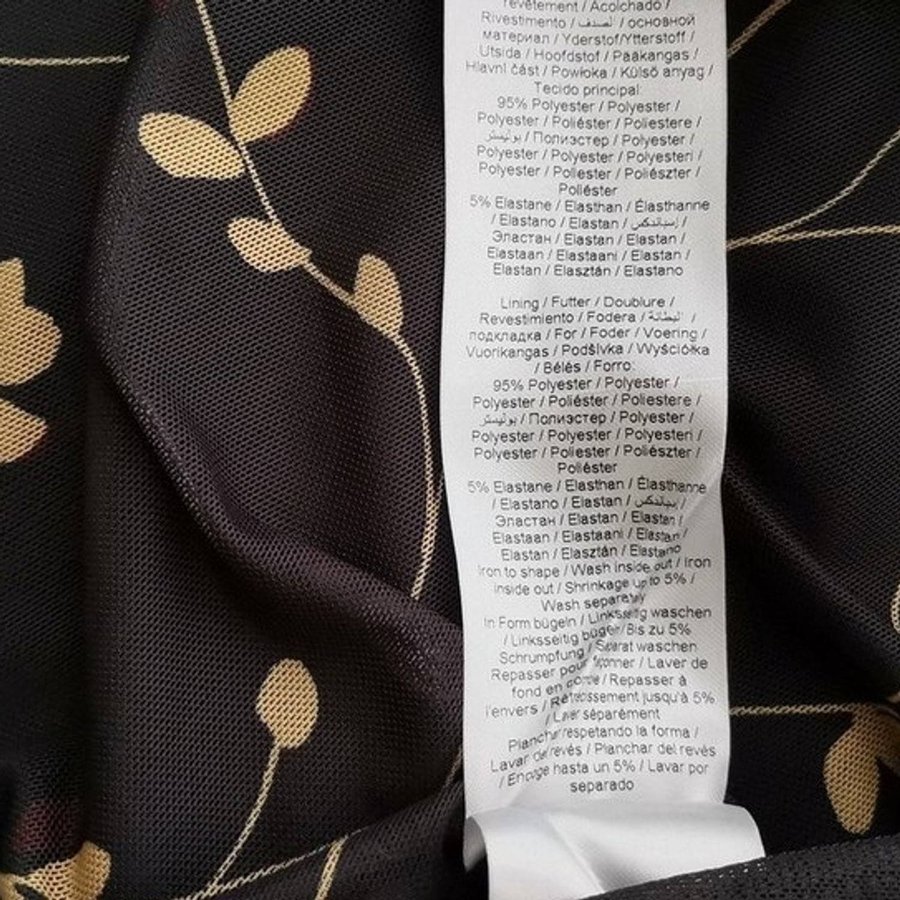 revêtement / Acolchado /
Rivestimento / الصدف / основной
материал / Yderstof/Ytterstoff /
Utsida / Hoofdstof / Pääkangas /
Hlavní část / Powłoka / Külső anyag /
Tecido principal:
95% Polyester / Polyester /
Polyester / Poliéster / Poliestere /
بوليستر / Полиэстер / Polyester /
Polyester / Polyester / Polyesteri /
Polyester / Poliester / Poliészter /
Poliéster
5% Elastane / Elasthan / Élasthanne
/ Elastano / Elastan / إسباندكس /
Эластан / Elastan / Elastan /
Elastaan / Elastaani / Elastan /
Elastan / Elasztán / Elastano
Lining / Futter / Doublure /
Revestimiento / Fodera / البطانة /
подкладка / For / Foder / Voering /
Vuorikangas / Podšívka / Wyściółka
/ Bélés / Forro:
95% Polyester / Polyester /
Polyester / Poliéster / Poliestere /
بوليستر / Полиэстер / Polyester /
Polyester / Polyester / Polyesteri /
Polyester / Poliester / Poliészter /
Poliéster
5% Elastane / Elasthan / Élasthanne
/ Elastano / Elastan / إسباندكس /
Эластан / Elastan / Elastan /
Elastaan / Elastaani / Elastan /
Elastan / Elasztán / Elastano
Iron to shape / Wash inside out / Iron
inside out / Shrinkage up to 5% /
Wash separately
In Form bügeln / Linksseitig waschen
/ Linksseitig bügeln/Bis zu 5%
Schrumpfung / Separat waschen
Repasser pour former / Laver de
fond en comble / Repasser à
l'envers / Rétrécissement jusqu'à 5%
/ Laver séparément
Planchar respetando la forma /
Lavar del revés / Planchar del revés
/ Encoge hasta un 5% / Lavar por
separado